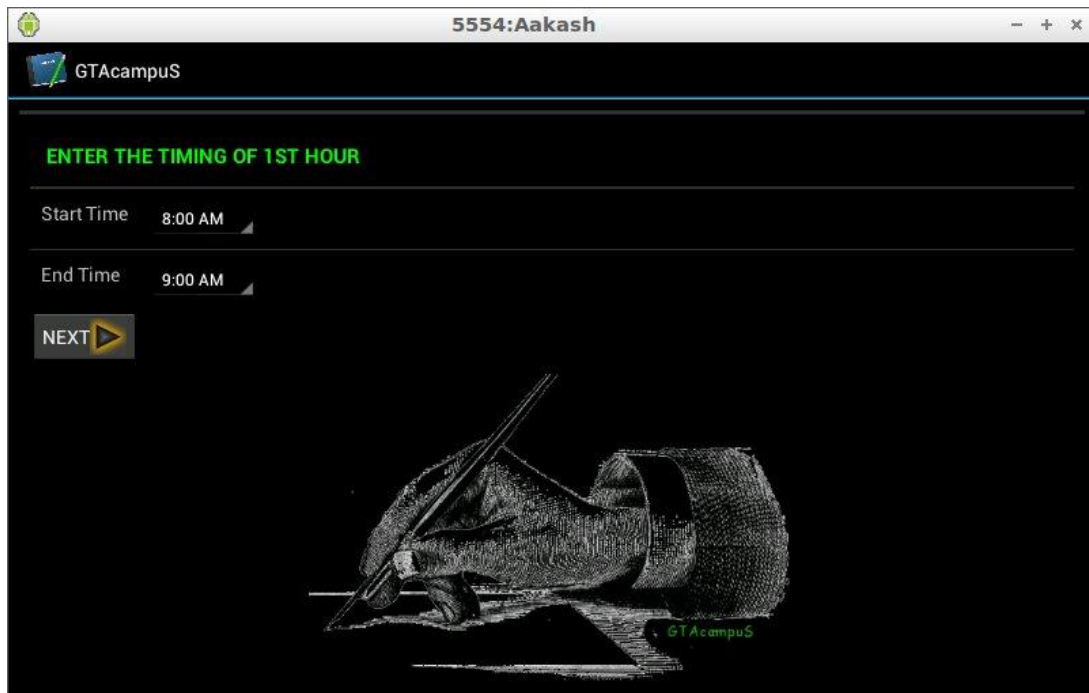 5554:Aakash
GTAcampuS
ENTER THE TIMING OF 1ST HOUR
Start Time 8:00 AM
End Time 9:00 AM
NEXT
GTAcampuS